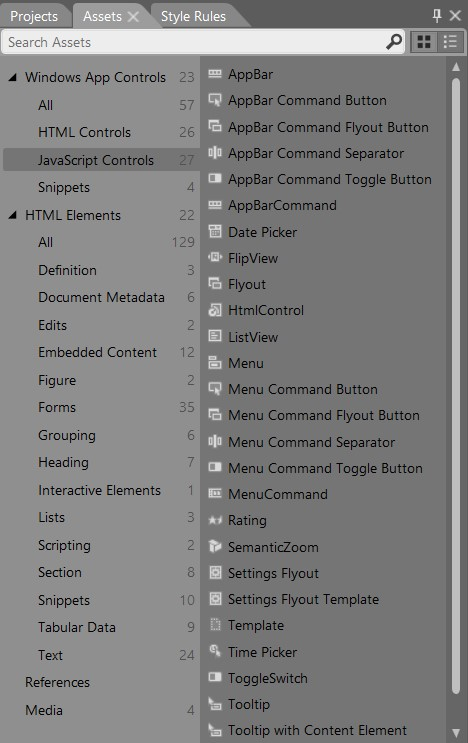 Projects Assets Style Rules
Search Assets
Windows App Controls 23
All 57
HTML Controls 26
JavaScript Controls 27
Snippets 4
HTML Elements 22
All 129
Definition 3
Document Metadata 6
Edits 2
Embedded Content 12
Figure 2
Forms 35
Grouping 6
Heading 7
Interactive Elements 1
Lists 3
Scripting 2
Section 8
Snippets 10
Tabular Data 9
Text 24
References
Media 4
AppBar
AppBar Command Button
AppBar Command Flyout Button
AppBar Command Separator
AppBar Command Toggle Button
AppBarCommand
Date Picker
FlipView
Flyout
HtmlControl
ListView
Menu
Menu Command Button
Menu Command Flyout Button
Menu Command Separator
Menu Command Toggle Button
MenuCommand
Rating
SemanticZoom
Settings Flyout
Settings Flyout Template
Template
Time Picker
ToggleSwitch
Tooltip
Tooltip with Content Element